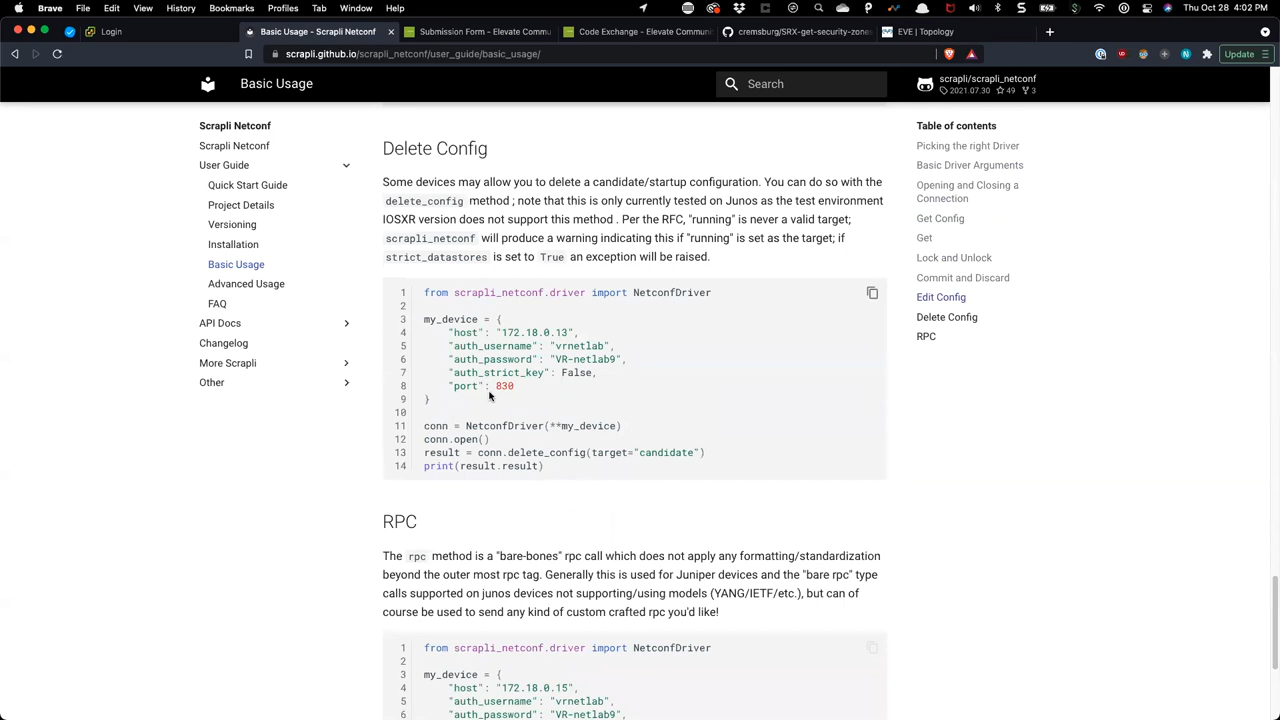 Brave File Edit View History Bookmarks Profiles Tab Window Help Thu Oct 28 4:02 PM
Login
Basic Usage - Scrapli Netconf
Submission Form - Elevate Commu
Code Exchange - Elevate Communi
cremsburg/SRX-get-security-zone
EVE | Topology
scrapli.github.io/scrapli_netconf/user_guide/basic_usage/
Update
Basic Usage
Search
scrapli/scrapli_netconf
2021.07.30 49 3
Scrapli Netconf
Scrapli Netconf
User Guide
Quick Start Guide
Project Details
Versioning
Installation
Basic Usage
Advanced Usage
FAQ
API Docs
Changelog
More Scrapli
Other
Delete Config
Some devices may allow you to delete a candidate/startup configuration. You can do so with the
delete_config method ; note that this is only currently tested on Junos as the test environment
IOSXR version does not support this method . Per the RFC, "running" is never a valid target;
scrapli_netconf will produce a warning indicating this if "running" is set as the target; if
strict_datastores is set to True an exception will be raised.
1 from scrapli_netconf.driver import NetconfDriver
2
3 my_device = {
4 "host": "172.18.0.13",
5 "auth_username": "vrnetlab",
6 "auth_password": "VR-netlab9",
7 "auth_strict_key": False,
8 "port": 830
9 }
10
11 conn = NetconfDriver(**my_device)
12 conn.open()
13 result = conn.delete_config(target="candidate")
14 print(result.result)
RPC
The rpc method is a "bare-bones" rpc call which does not apply any formatting/standardization
beyond the outer most rpc tag. Generally this is used for Juniper devices and the "bare rpc" type
calls supported on junos devices not supporting/using models (YANG/IETF/etc.), but can of
course be used to send any kind of custom crafted rpc you'd like!
1 from scrapli_netconf.driver import NetconfDriver
2
3 my_device = {
4 "host": "172.18.0.15",
5 "auth_username": "vrnetlab",
6 "auth_password": "VR-netlab9",
Table of contents
Picking the right Driver
Basic Driver Arguments
Opening and Closing a
Connection
Get Config
Get
Lock and Unlock
Commit and Discard
Edit Config
Delete Config
RPC